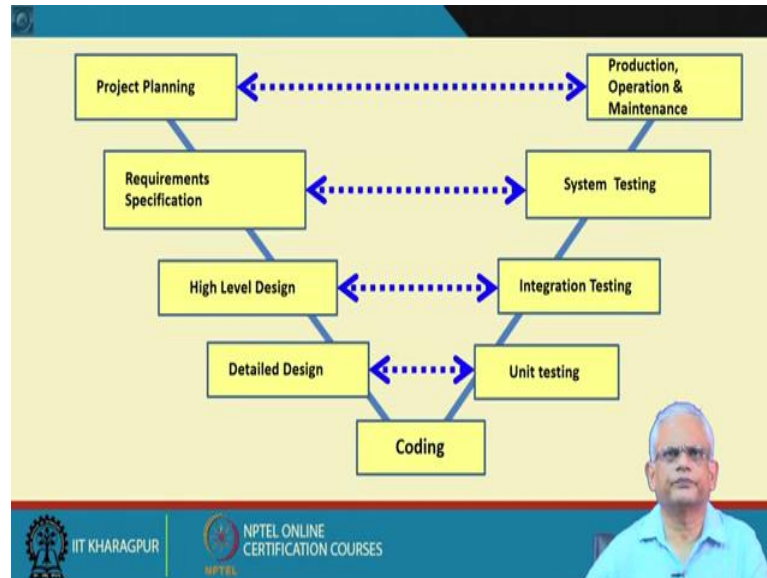 Project Planning
Production,
Operation &
Maintenance
Requirements
Specification
System Testing
High Level Design
Integration Testing
Detailed Design
Unit testing
Coding
IIT KHARAGPUR
NPTEL
NPTEL ONLINE
CERTIFICATION COURSES